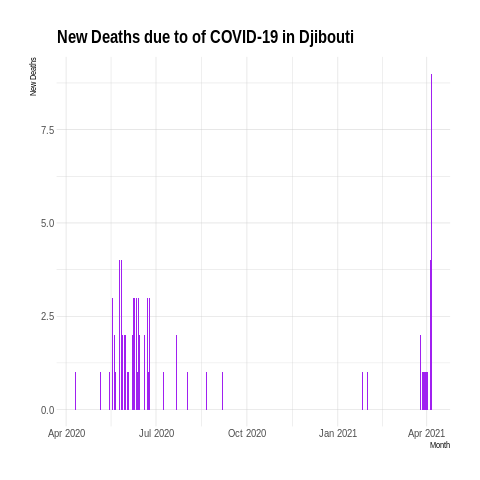 New Deaths due to of COVID-19 in Djibouti
New Deaths
7.5
5.0
2.5
0.0
Apr 2020 Jul 2020 Oct 2020 Jan 2021 Apr 2021
Month